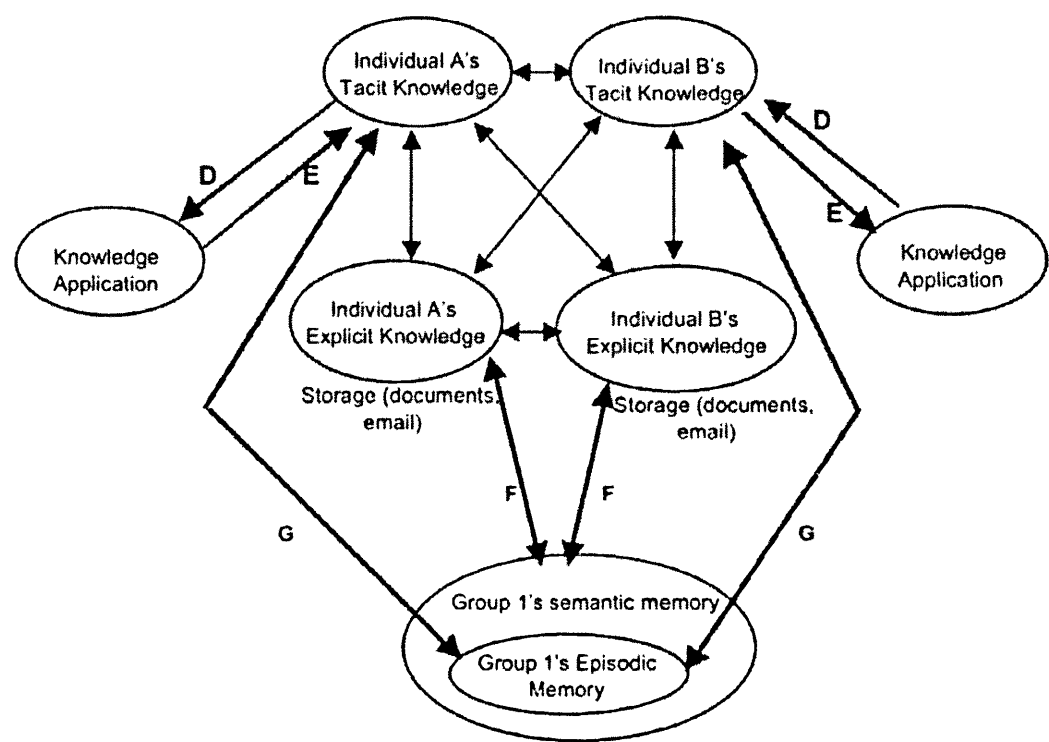 Individual A's
Tacit Knowledge
Individual B's
Tacit Knowledge
D
E
D
E
Knowledge
Application
Knowledge
Application
Individual A's
Explicit Knowledge
Individual B's
Explicit Knowledge
Storage (documents,
email)
Storage (documents,
email)
F
F
G
G
Group 1's semantic memory
Group 1's Episodic
Memory